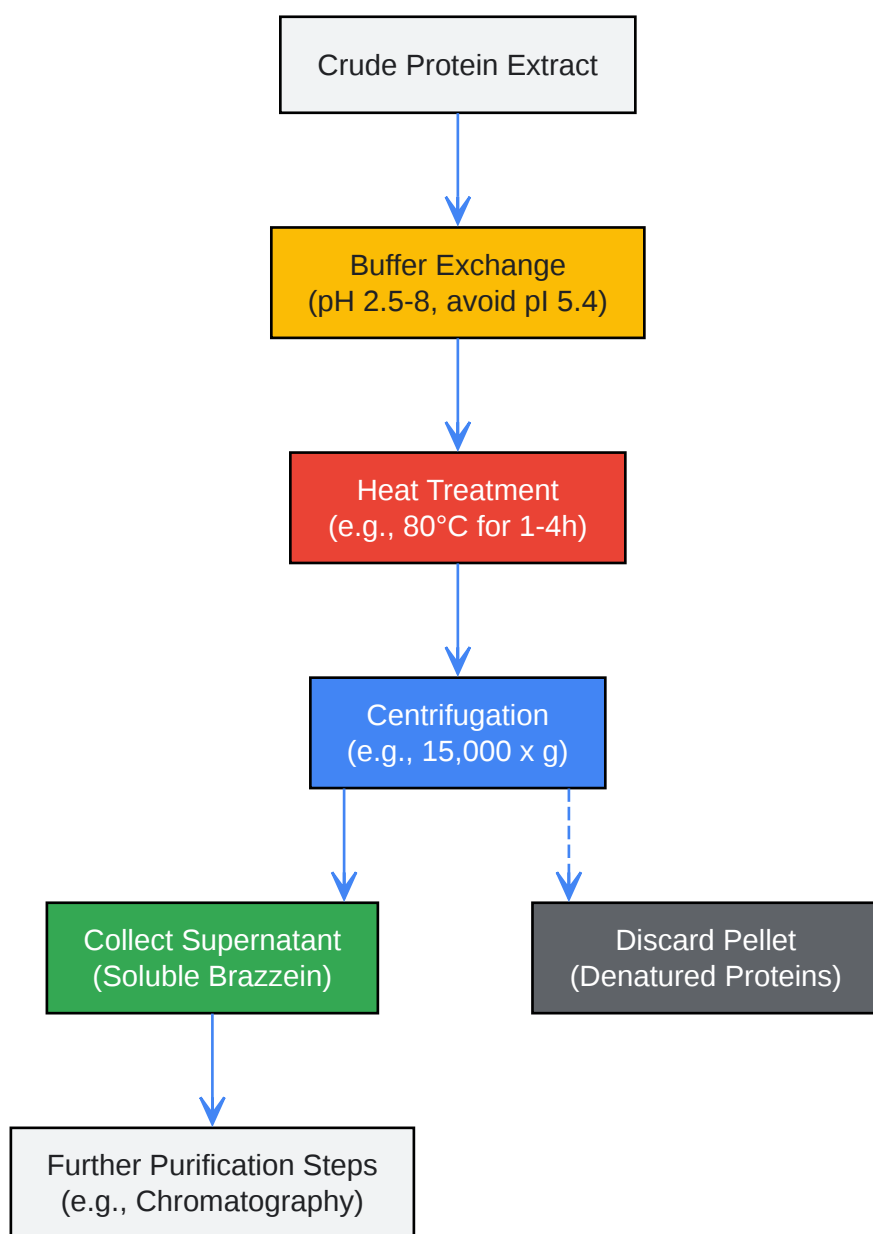 Crude Protein Extract
Buffer Exchange
(pH 2.5-8, avoid pI 5.4)
Heat Treatment
(e.g., 80°C for 1-4h)
Centrifugation
(e.g., 15,000 x g)
Collect Supernatant
(Soluble Brazzein)
Discard Pellet
(Denatured Proteins)
Further Purification Steps
(e.g., Chromatography)